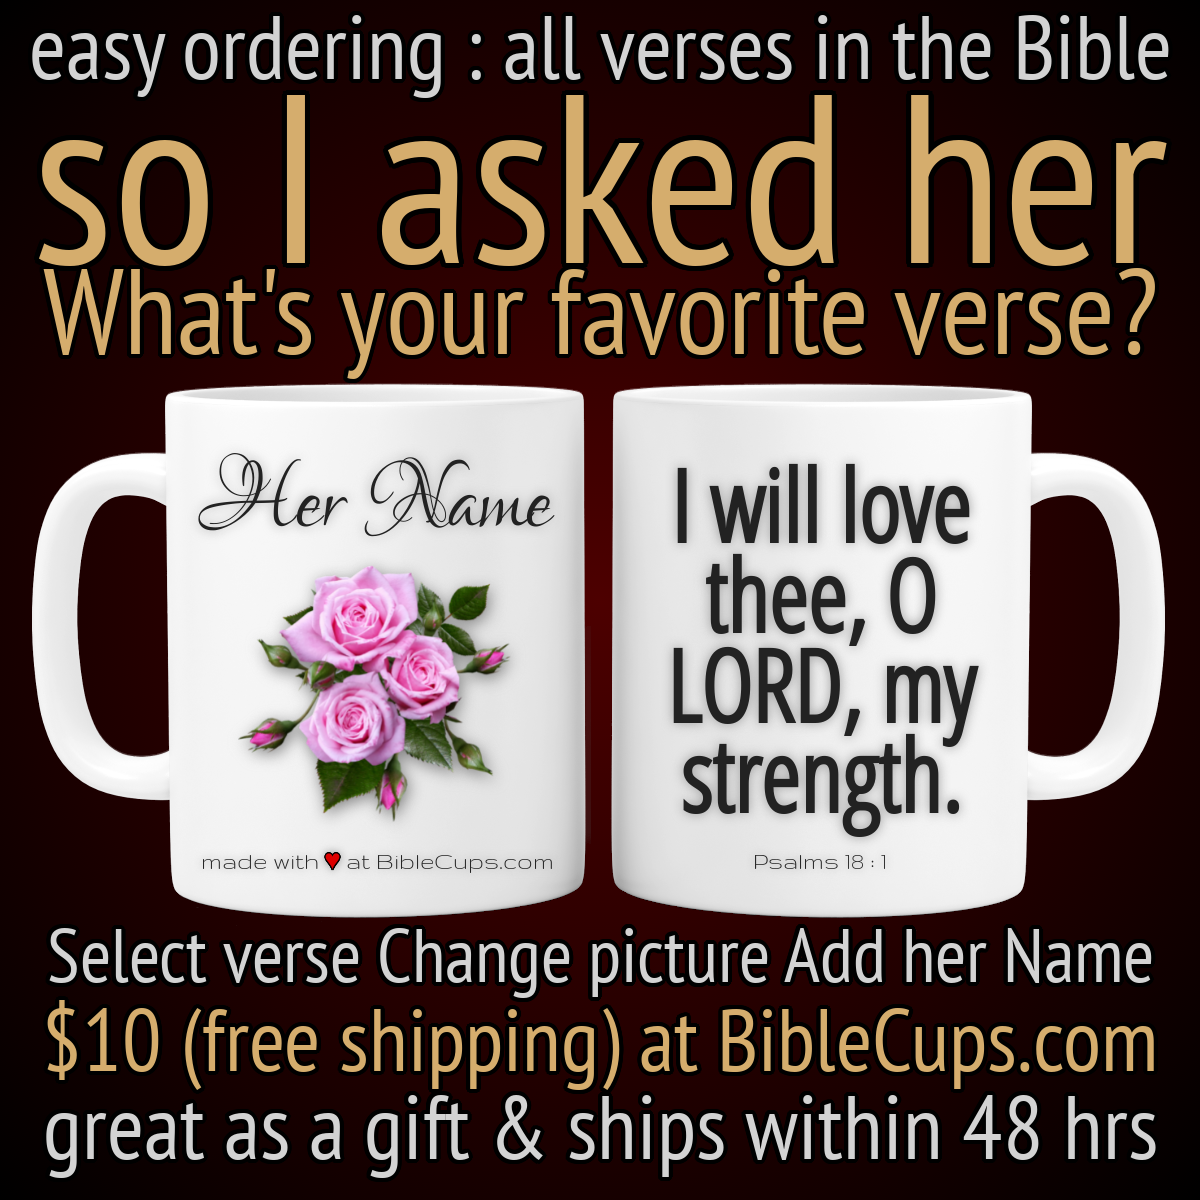 easy ordering : all verses in the Bible
so I asked her
What's your favorite verse?
Her Name
made with at BibleCups.com
I will love
thee, O
LORD, my
strength.
Psalms 18 : 1
Select verse Change picture Add her Name
$10 (free shipping) at BibleCups.com
great as a gift & ships within 48 hrs